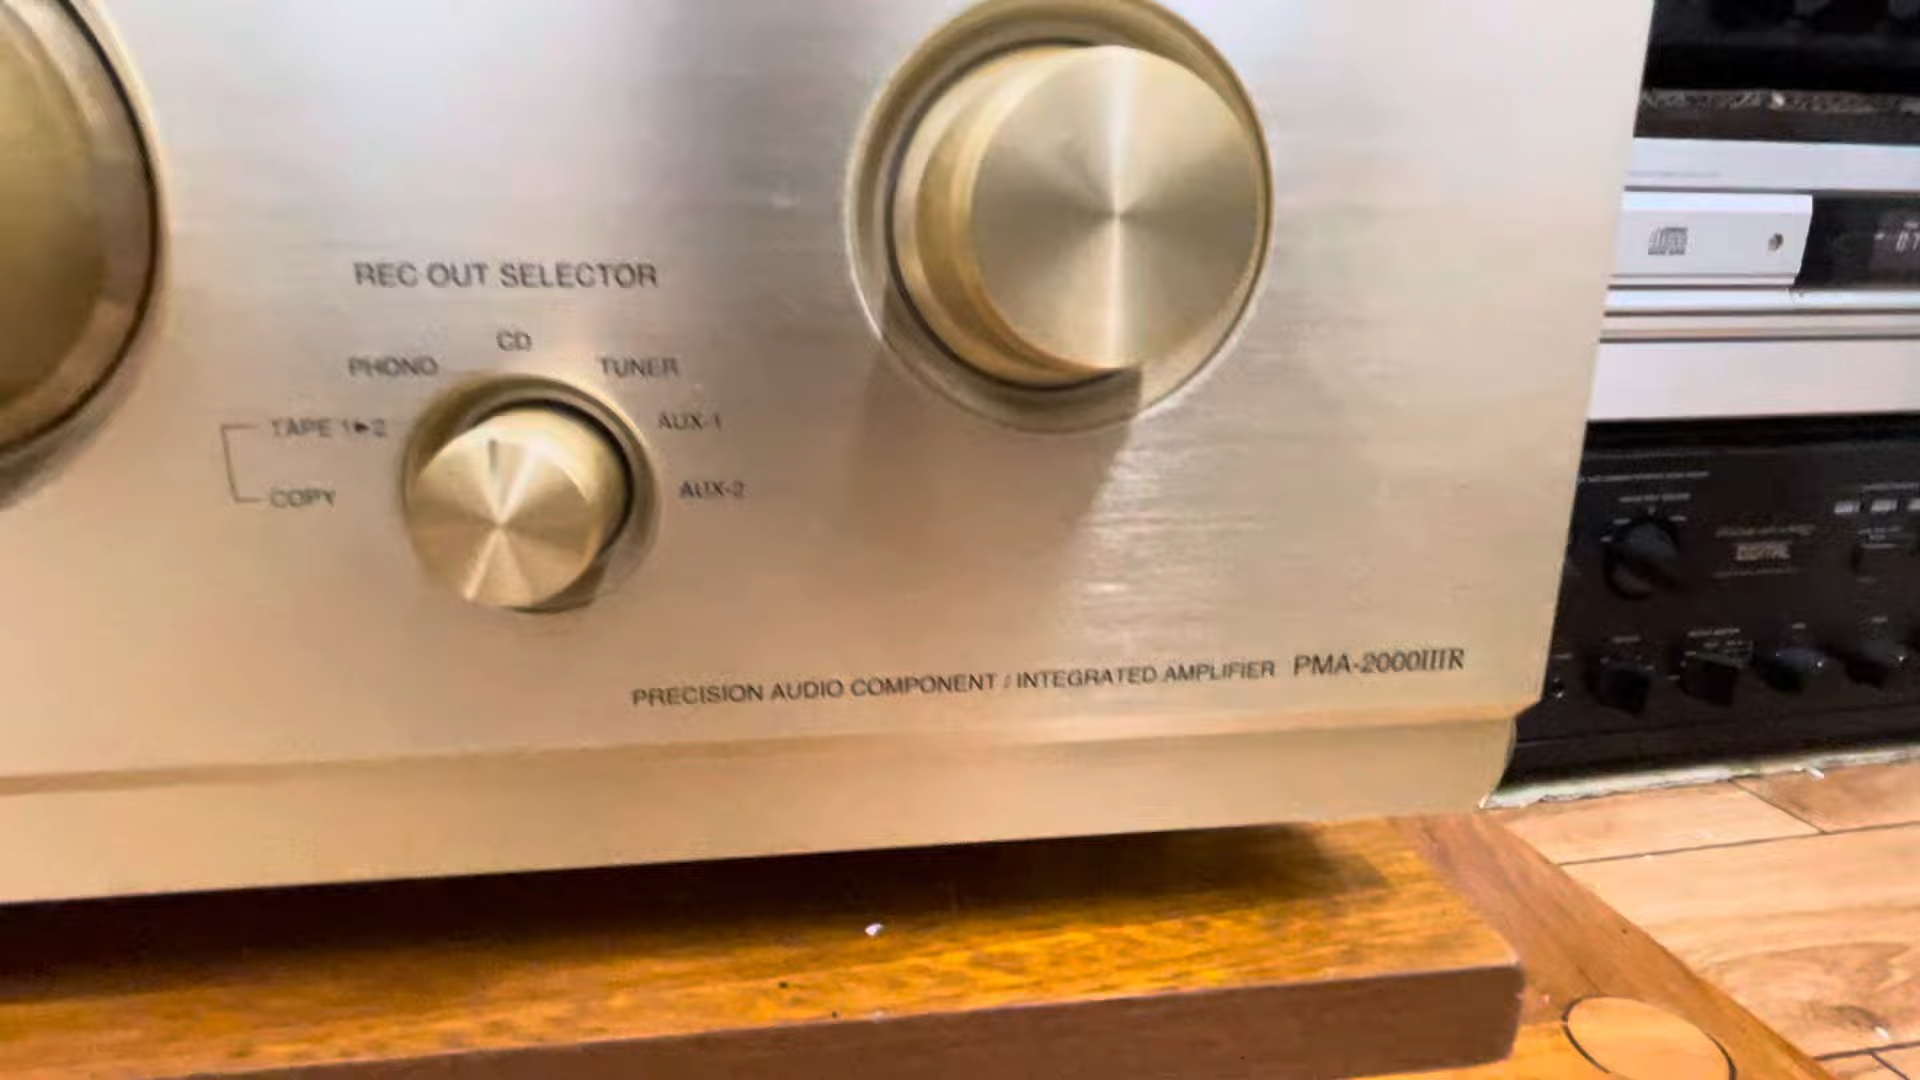 REC OUT SELECTOR
CD
PHONO
TUNER
TAPE 1▸2
AUX-1
COPY
AUX-2
PRECISION AUDIO COMPONENT / INTEGRATED AMPLIFIER PMA-2000IIIR
DIGITAL